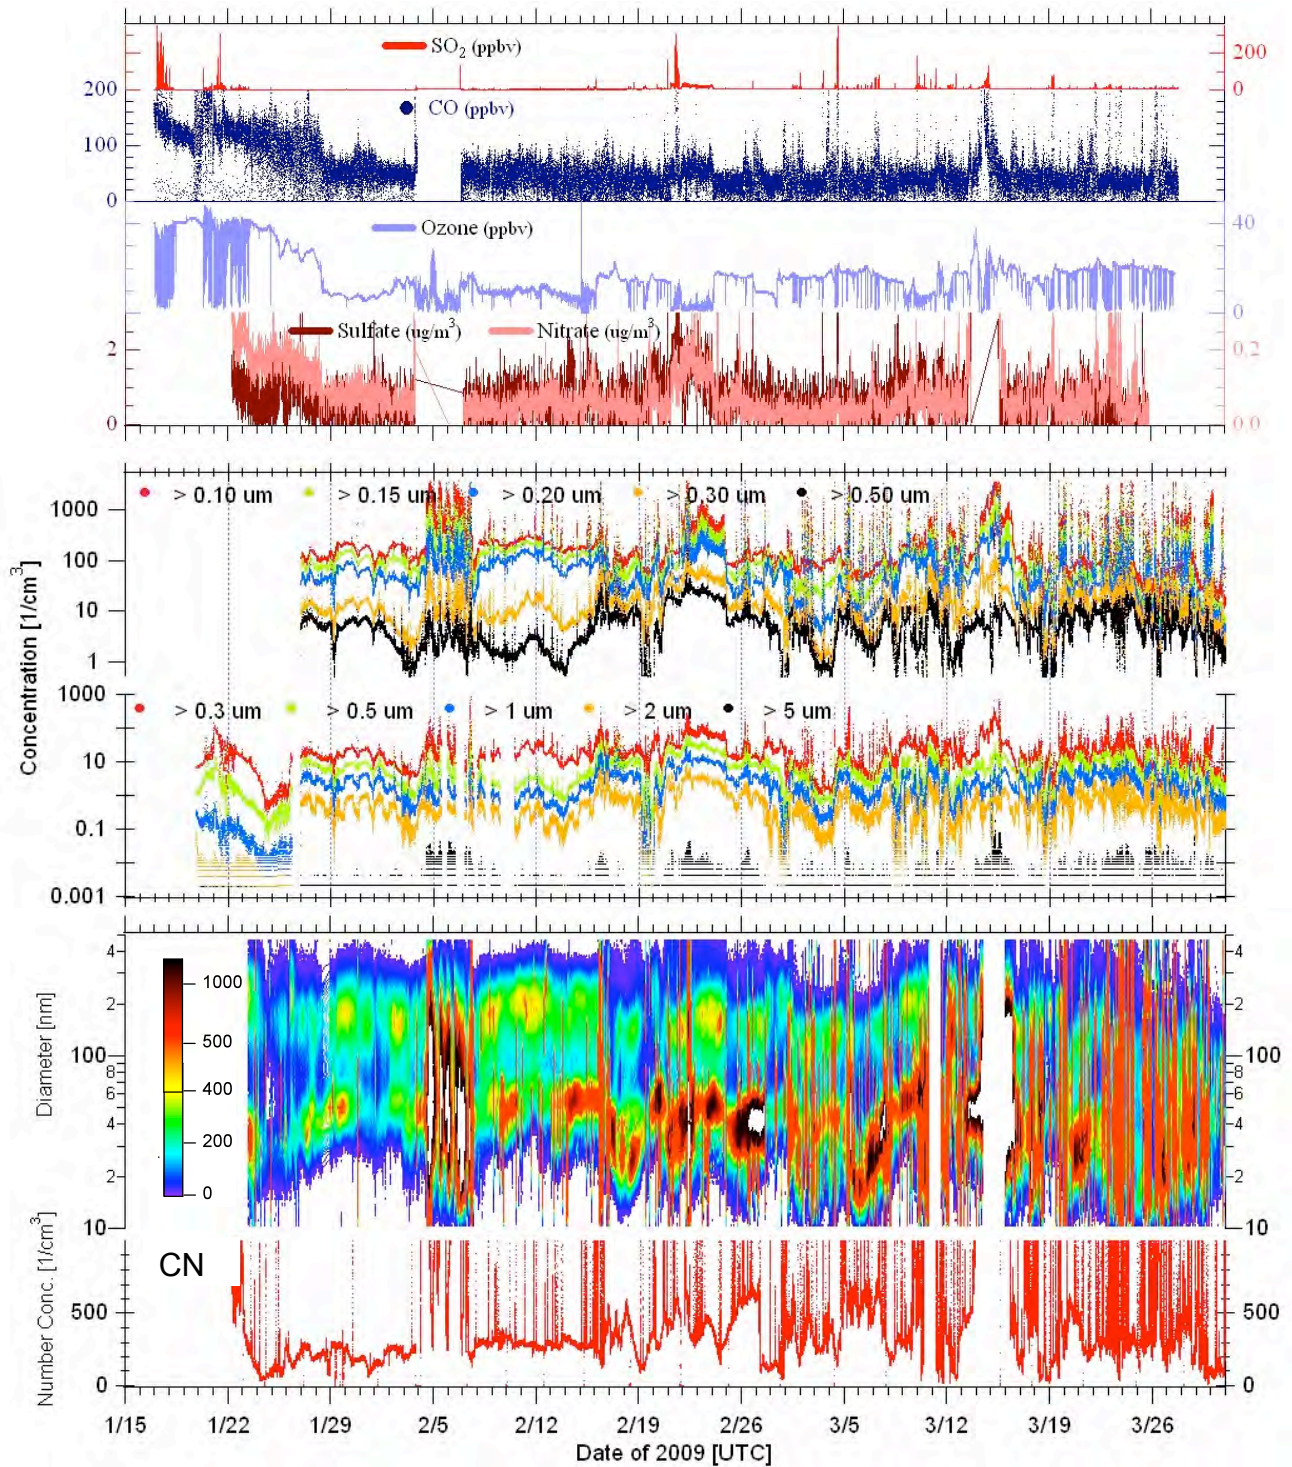 SO2 (ppbv)
200
0
200
CO (ppbv)
100
0
Ozone (ppbv)
40
0
Sulfate (ug/m3)
Nitrate (ug/m3)
2
0.2
0
0.0
> 0.10 um
> 0.15 um
> 0.20 um
> 0.30 um
> 0.50 um
1000
100
10
1
Concentration [1/cm3]
1000
> 0.3 um
> 0.5 um
> 1 um
> 2 um
> 5 um
10
0.1
0.001
Diameter [nm]
4
2
100
8
6
4
2
10
1000
500
400
200
0
4
2
100
8
6
4
2
10
Number Conc. [1/cm3]
CN
500
0
500
0
1/15 1/22 1/29 2/5 2/12 2/19 2/26 3/5 3/12 3/19 3/26
Date of 2009 [UTC]